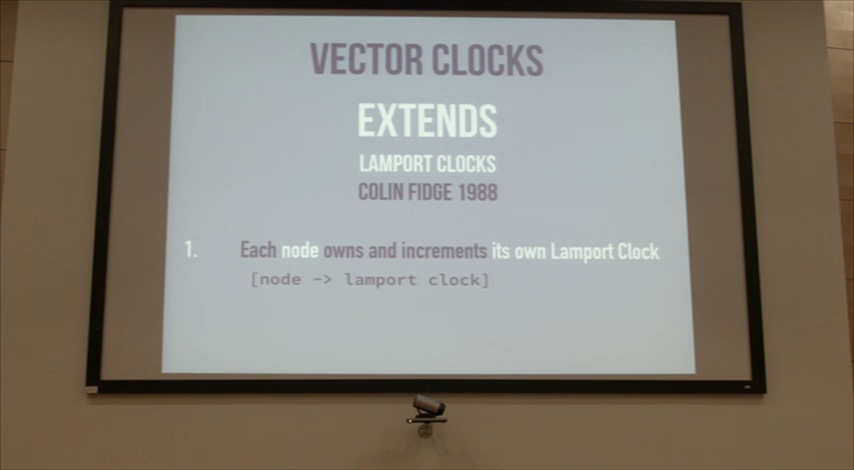 VECTOR CLOCKS
EXTENDS
LAMPORT CLOCKS
COLIN FIDGE 1988
1. Each node owns and increments its own Lamport Clock
[node -> lamport clock]